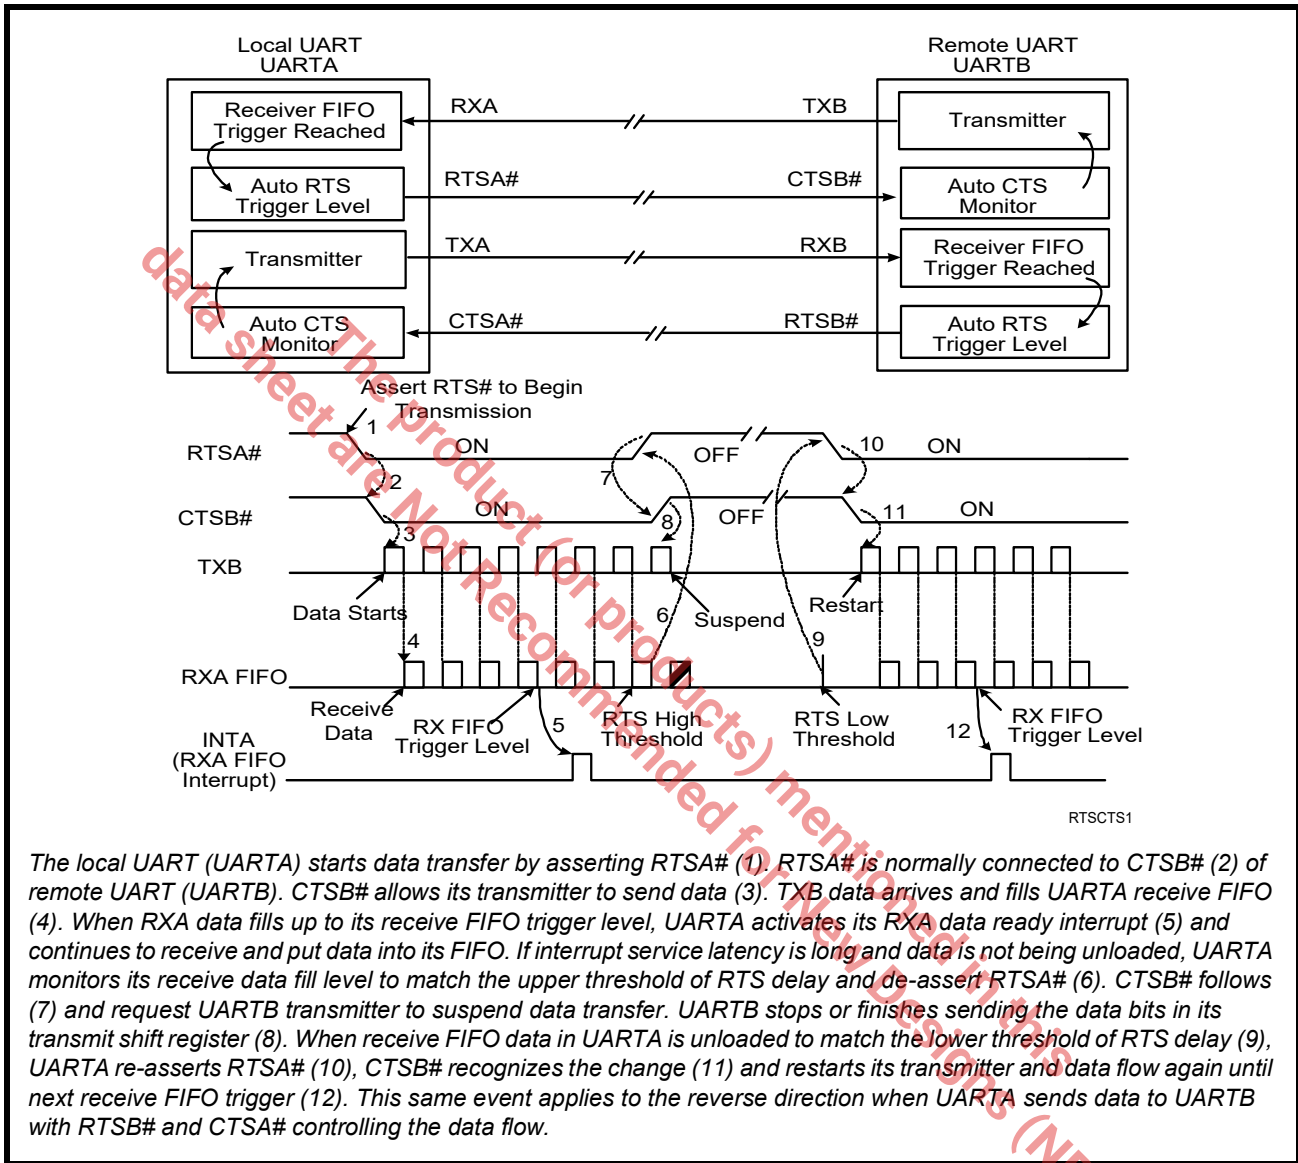 Local UART
UARTA
Remote UART
UARTB
Receiver FIFO
Trigger Reached
RXA
TXB
Transmitter
Auto RTS
Trigger Level
RTSA#
CTSB#
Auto CTS
Monitor
Transmitter
TXA
RXB
Receiver FIFO
Trigger Reached
Auto CTS
Monitor
CTSA#
RTSB#
Auto RTS
Trigger Level
Assert RTS# to Begin
Transmission
1
RTSA#
ON
7
OFF
10
ON
2
CTSB#
ON
8
OFF
11
ON
3
TXB
Data Starts
6
Suspend
Restart
4
9
RXA FIFO
Receive
Data
RX FIFO
Trigger Level
5
RTS High
Threshold
RTS Low
Threshold
12
RX FIFO
Trigger Level
INTA
(RXA FIFO
Interrupt)
RTSCTS1
The local UART (UARTA) starts data transfer by asserting RTSA# (1). RTSA# is normally connected to CTSB# (2) of
remote UART (UARTB). CTSB# allows its transmitter to send data (3). TXB data arrives and fills UARTA receive FIFO
(4). When RXA data fills up to its receive FIFO trigger level, UARTA activates its RXA data ready interrupt (5) and
continues to receive and put data into its FIFO. If interrupt service latency is long and data is not being unloaded, UARTA
monitors its receive data fill level to match the upper threshold of RTS delay and de-assert RTSA# (6). CTSB# follows
(7) and request UARTB transmitter to suspend data transfer. UARTB stops or finishes sending the data bits in its
transmit shift register (8). When receive FIFO data in UARTA is unloaded to match the lower threshold of RTS delay (9),
UARTA re-asserts RTSA# (10), CTSB# recognizes the change (11) and restarts its transmitter and data flow again until
next receive FIFO trigger (12). This same event applies to the reverse direction when UARTA sends data to UARTB
with RTSB# and CTSA# controlling the data flow.
The product (or products) mentioned in this
data sheet are Not Recommended for New Designs (N